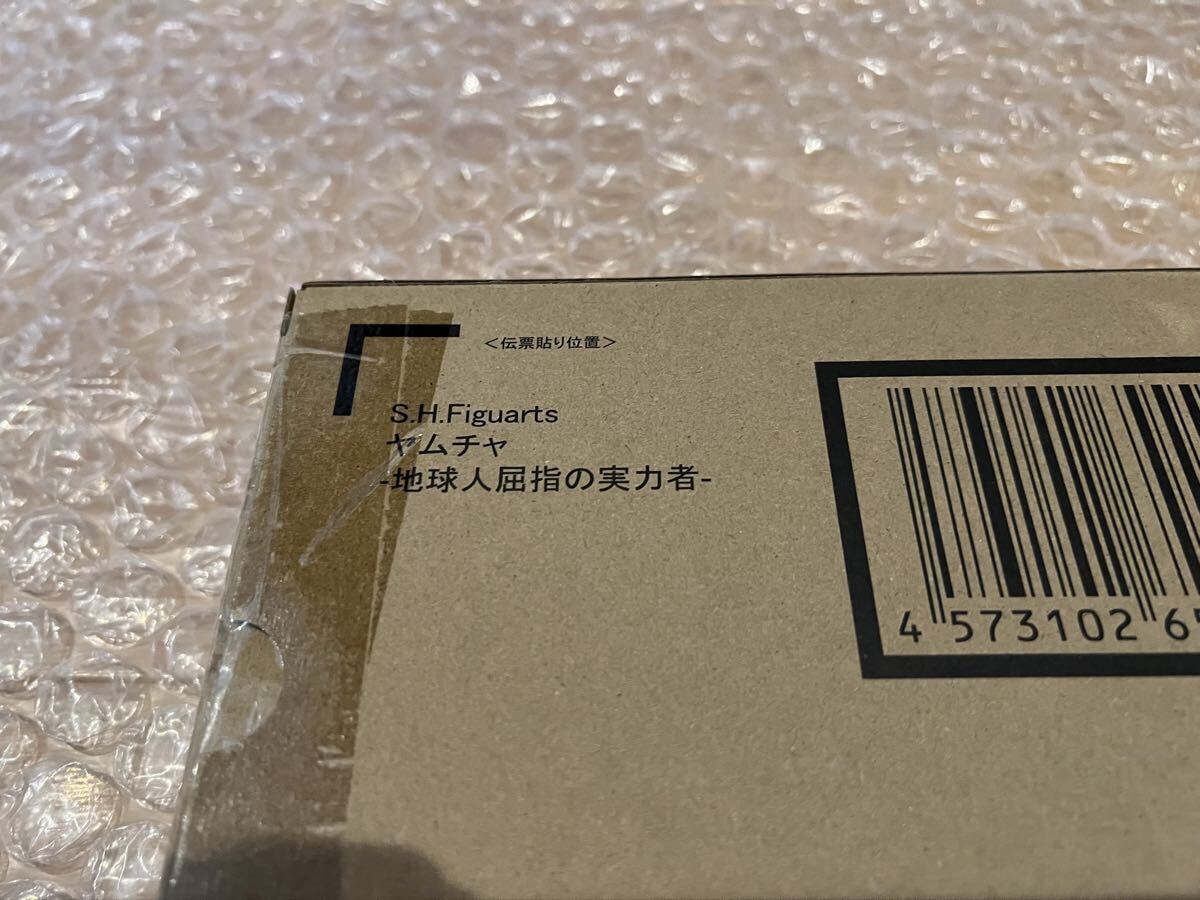 ＜伝票貼り位置＞
S.H.Figuarts
ヤムチャ
-地球人屈指の実力者-
4 573102 65